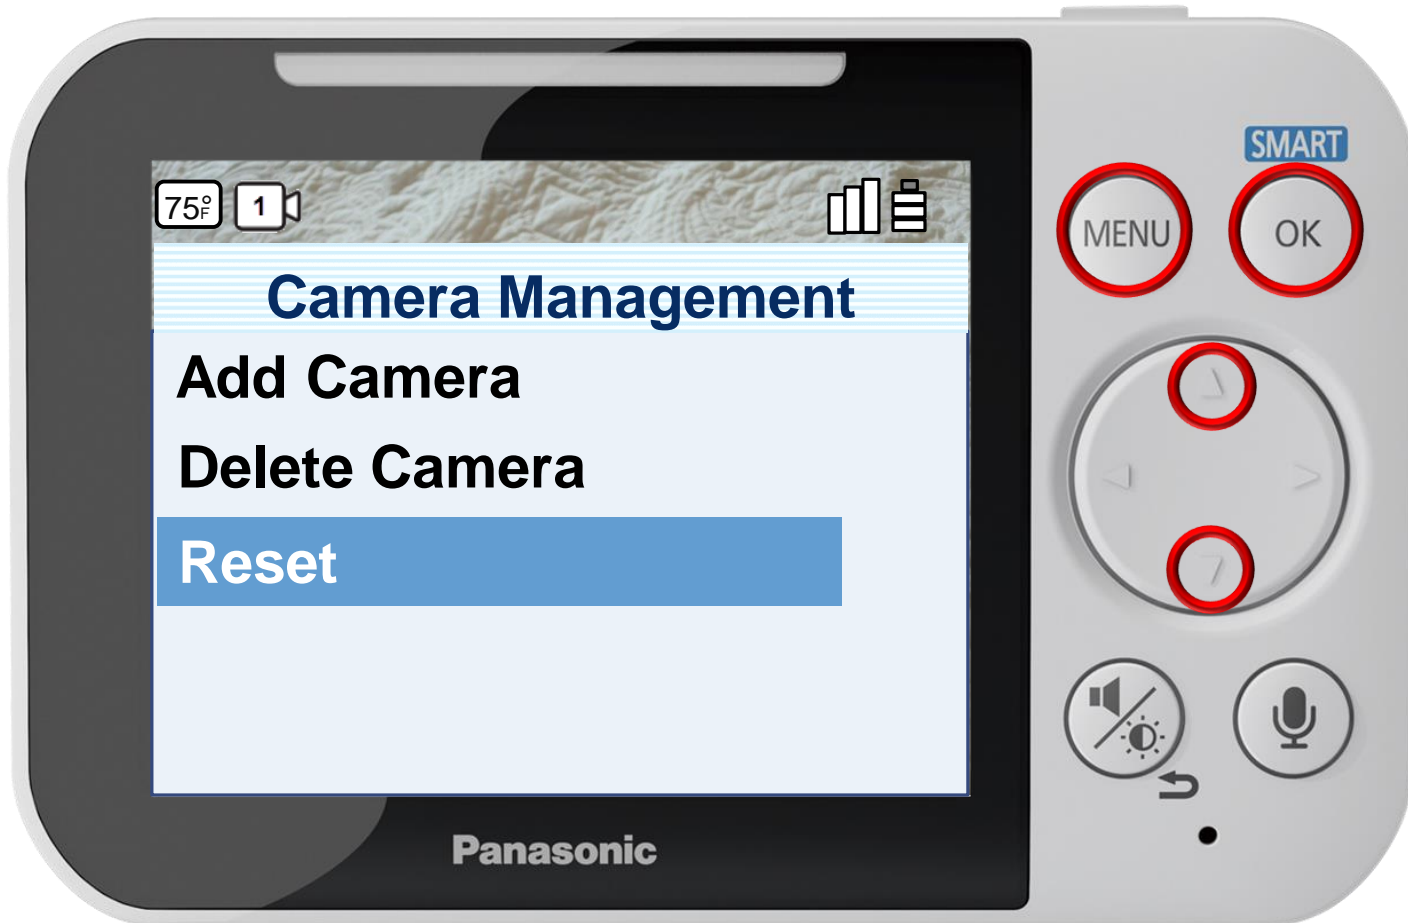 SMART
75°F 1
MENU OK
Camera Management
Add Camera
Delete Camera
Reset
Panasonic